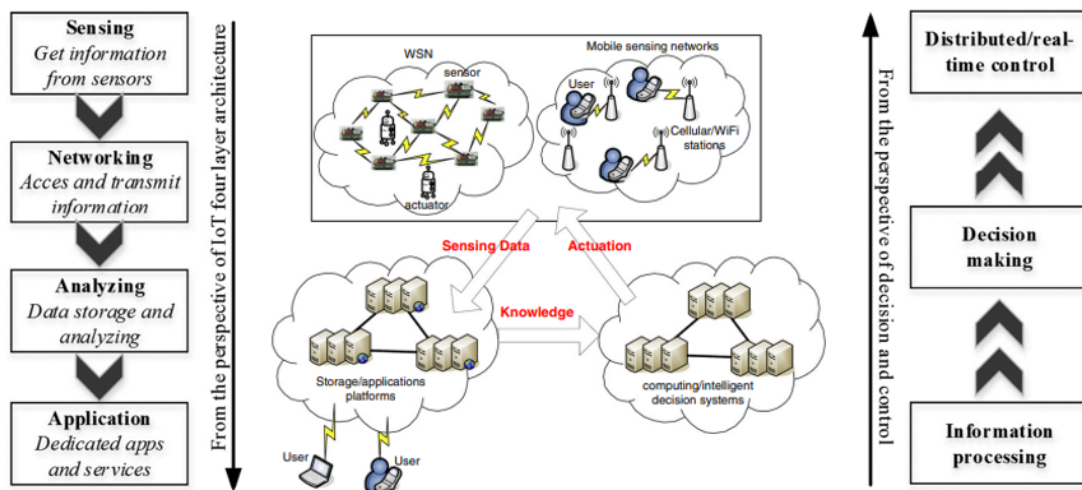 Sensing
Get information
from sensors
Networking
Acces and transmit
information
Analyzing
Data storage and
analyzing
Application
Dedicated apps
and services
From the perspective of IoT four layer architecture
WSN
sensor
actuator
Mobile sensing networks
User
Cellular/WiFi
stations
Sensing Data
Actuation
Knowledge
Storage/applications
platforms
computing/intelligent
decision systems
User
User
From the perspective of decision and control
Distributed/real-
time control
Decision
making
Information
processing